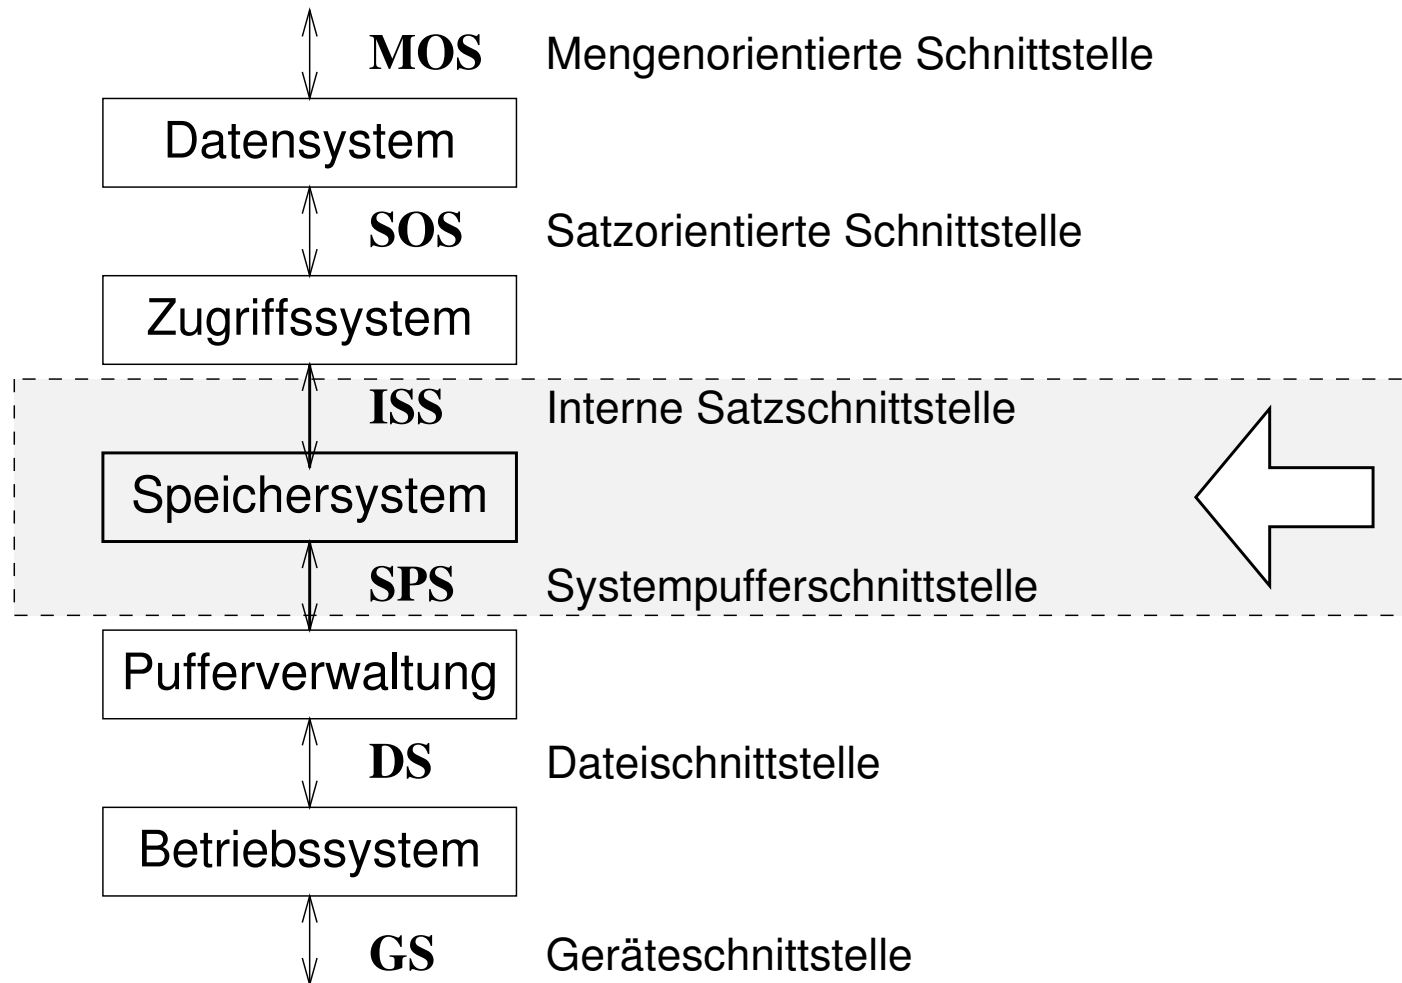 MOS Mengenorientierte Schnittstelle
Datensystem
SOS Satzorientierte Schnittstelle
Zugriffssystem
ISS Interne Satzschnittstelle
Speichersystem
SPS Systempufferschnittstelle
Pufferverwaltung
DS Dateischnittstelle
Betriebssystem
GS Geräteschnittstelle